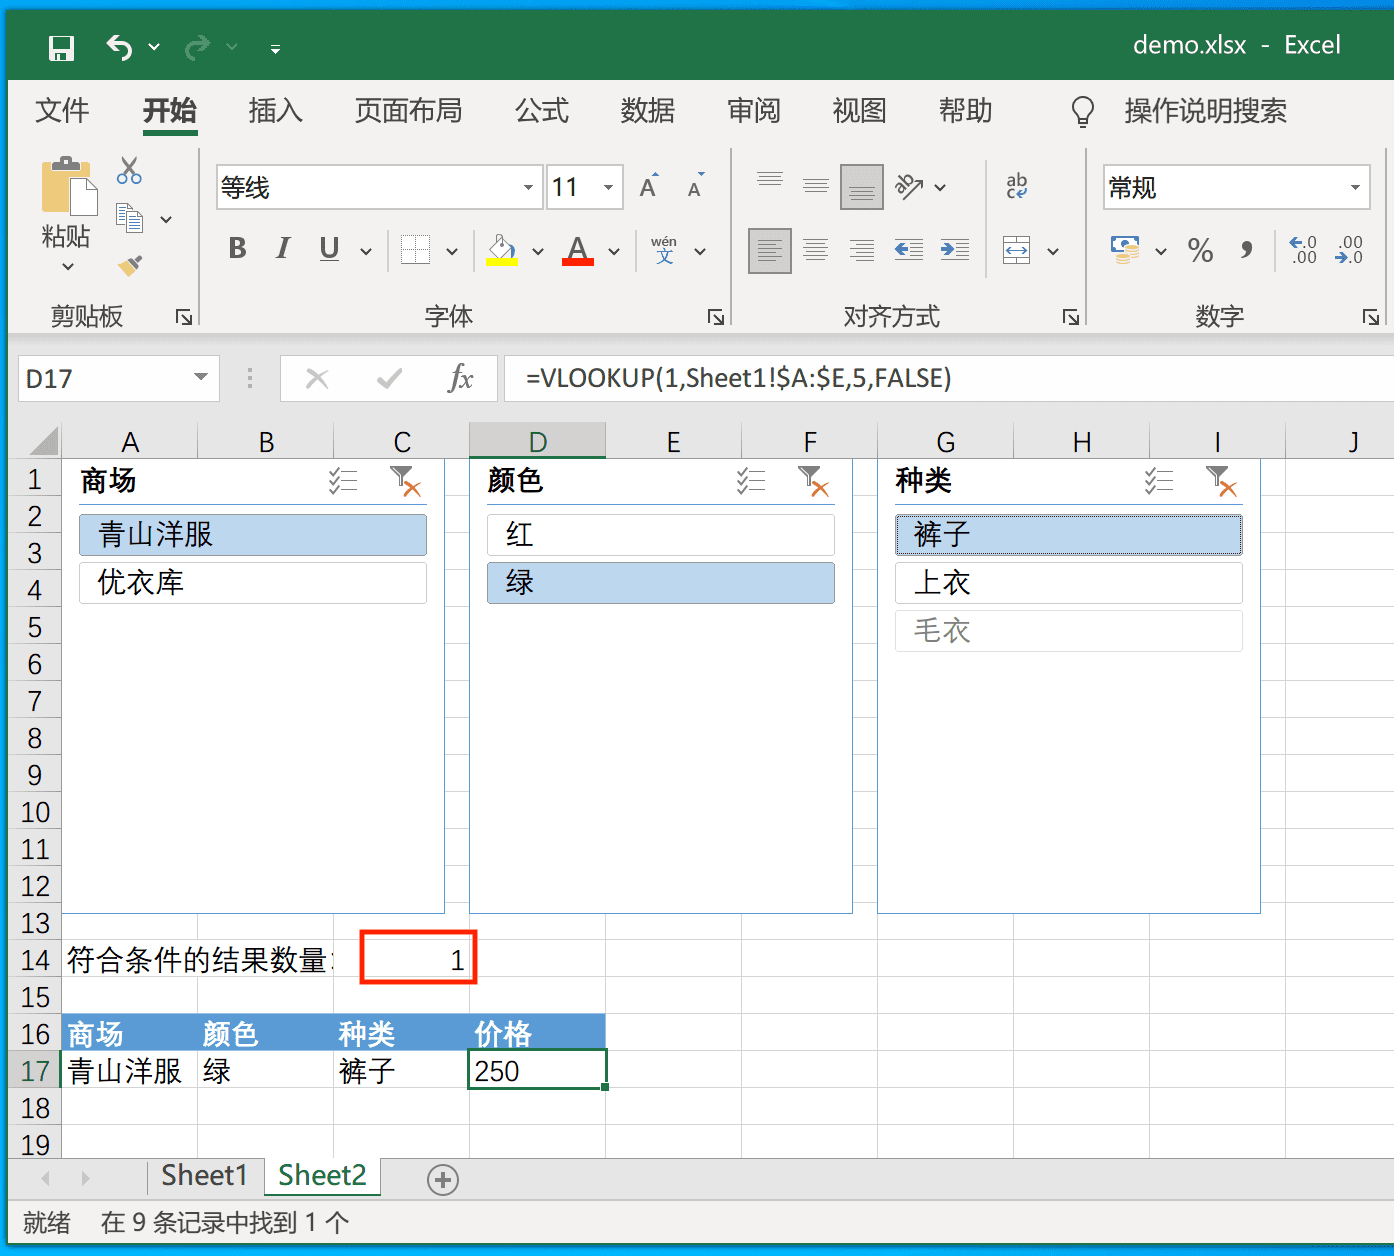 demo.xlsx - Excel
文件 开始 插入 页面布局 公式 数据 审阅 视图 帮助 操作说明搜索
粘贴
等线 11 A A
ab c
常规
B I U A wén 文
% , .0 .00 .00 .0
剪贴板 字体 对齐方式 数字
D17 fx =VLOOKUP(1,Sheet1!$A:$E,5,FALSE)
A B C D E F G H I J
1 商场 颜色 种类
2
青山洋服 红 裤子
3
4 优衣库 绿 上衣
5 毛衣
6
7
8
9
10
11
12
13
14 符合条件的结果数量: 1
15
16 商场 颜色 种类 价格
17 青山洋服 绿 裤子 250
18
19
Sheet1 Sheet2
就绪 在 9 条记录中找到 1 个